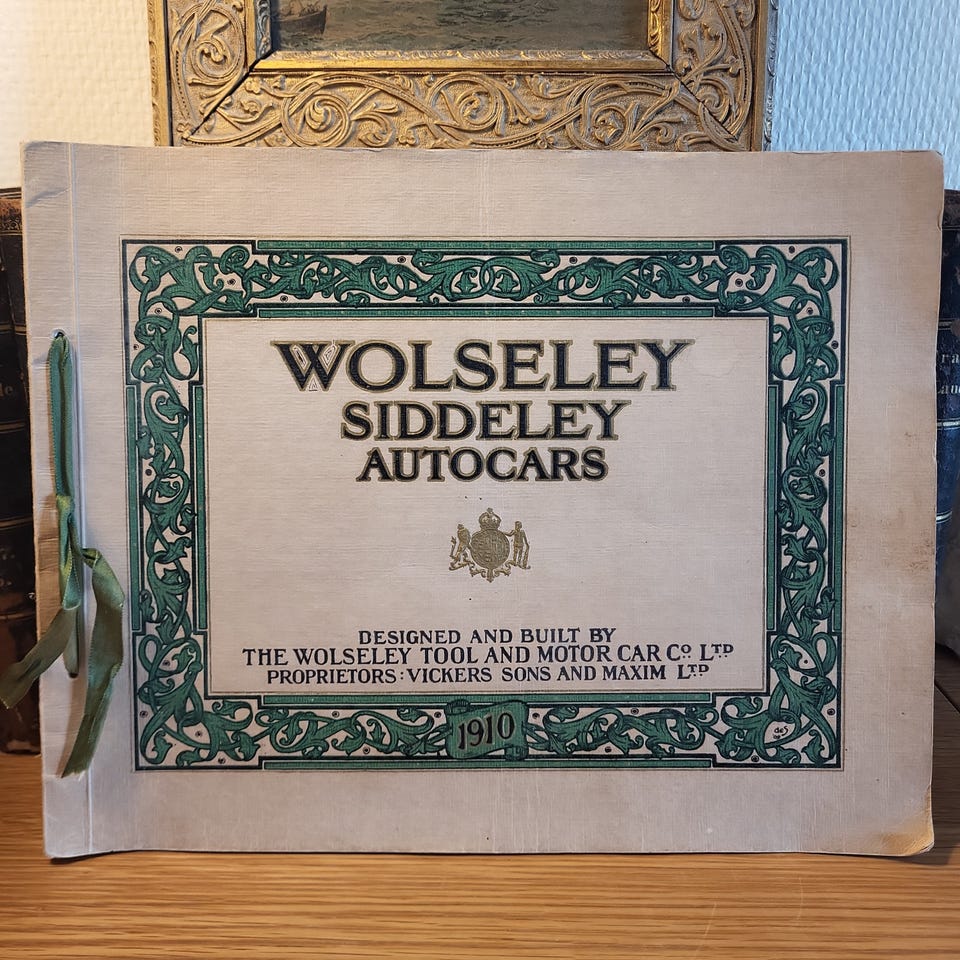 WOLSELEY
SIDDELEY
AUTOCARS
DESIGNED AND BUILT BY
THE WOLSELEY TOOL AND MOTOR CAR Cº LTD
PROPRIETORS: VICKERS SONS AND MAXIM LTD
1910